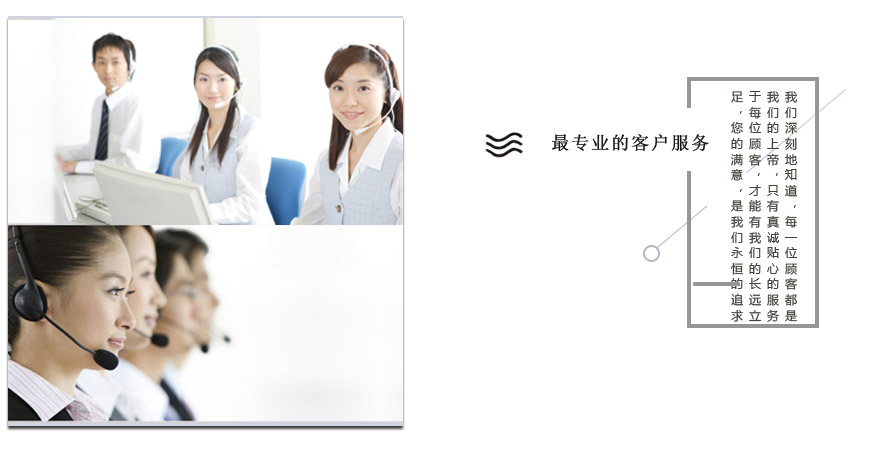 最专业的客户服务
我们深刻地知道，每一位顾客都是
我们的上帝，只有真诚贴心的服务
于每位顾客，才能有我们的长远立
足，您的满意，是我们永恒的追求